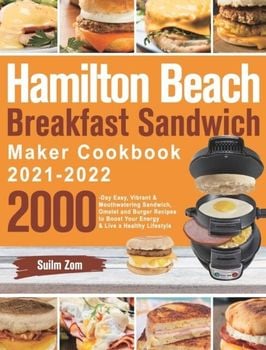 Hamilton Beach
Breakfast Sandwich
Maker Cookbook
2021-2022
2000
-Day Easy, Vibrant &
Mouthwatering Sandwich,
Omelet and Burger Recipes
to Boost Your Energy
& Live a Healthy Lifestyle
Suilm Zom